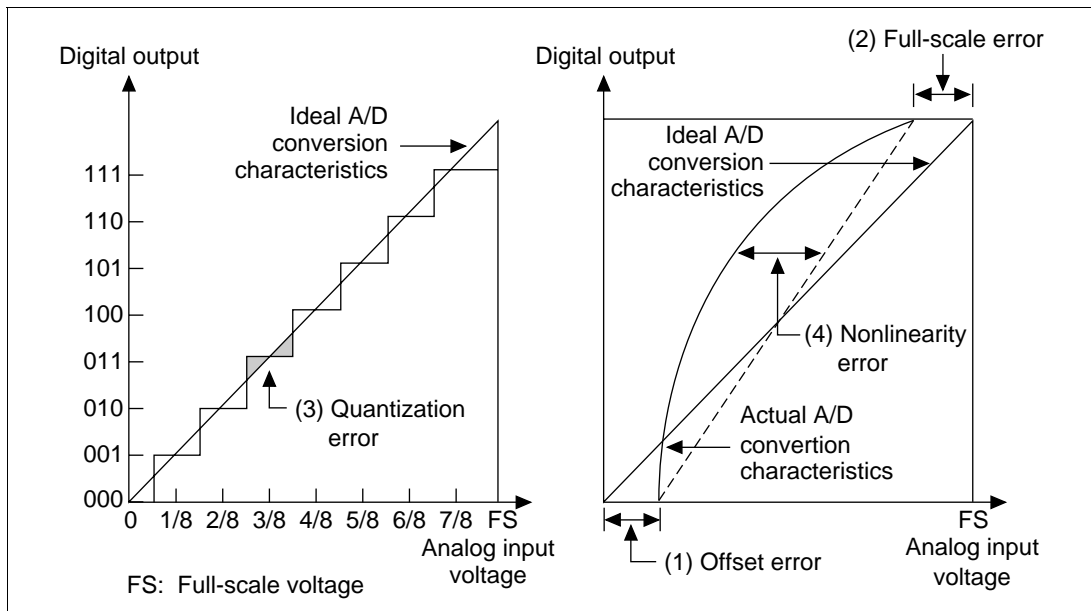 Digital output
Ideal A/D
conversion
characteristics
111
110
101
100
011
010
001
000
(3) Quantization
error
0 1/8 2/8 3/8 4/8 5/8 6/8 7/8 FS
Analog input
voltage
FS: Full-scale voltage
(2) Full-scale error
Digital output
Ideal A/D
conversion
characteristics
(4) Nonlinearity
error
Actual A/D
convertion
characteristics
FS
Analog input
voltage
(1) Offset error